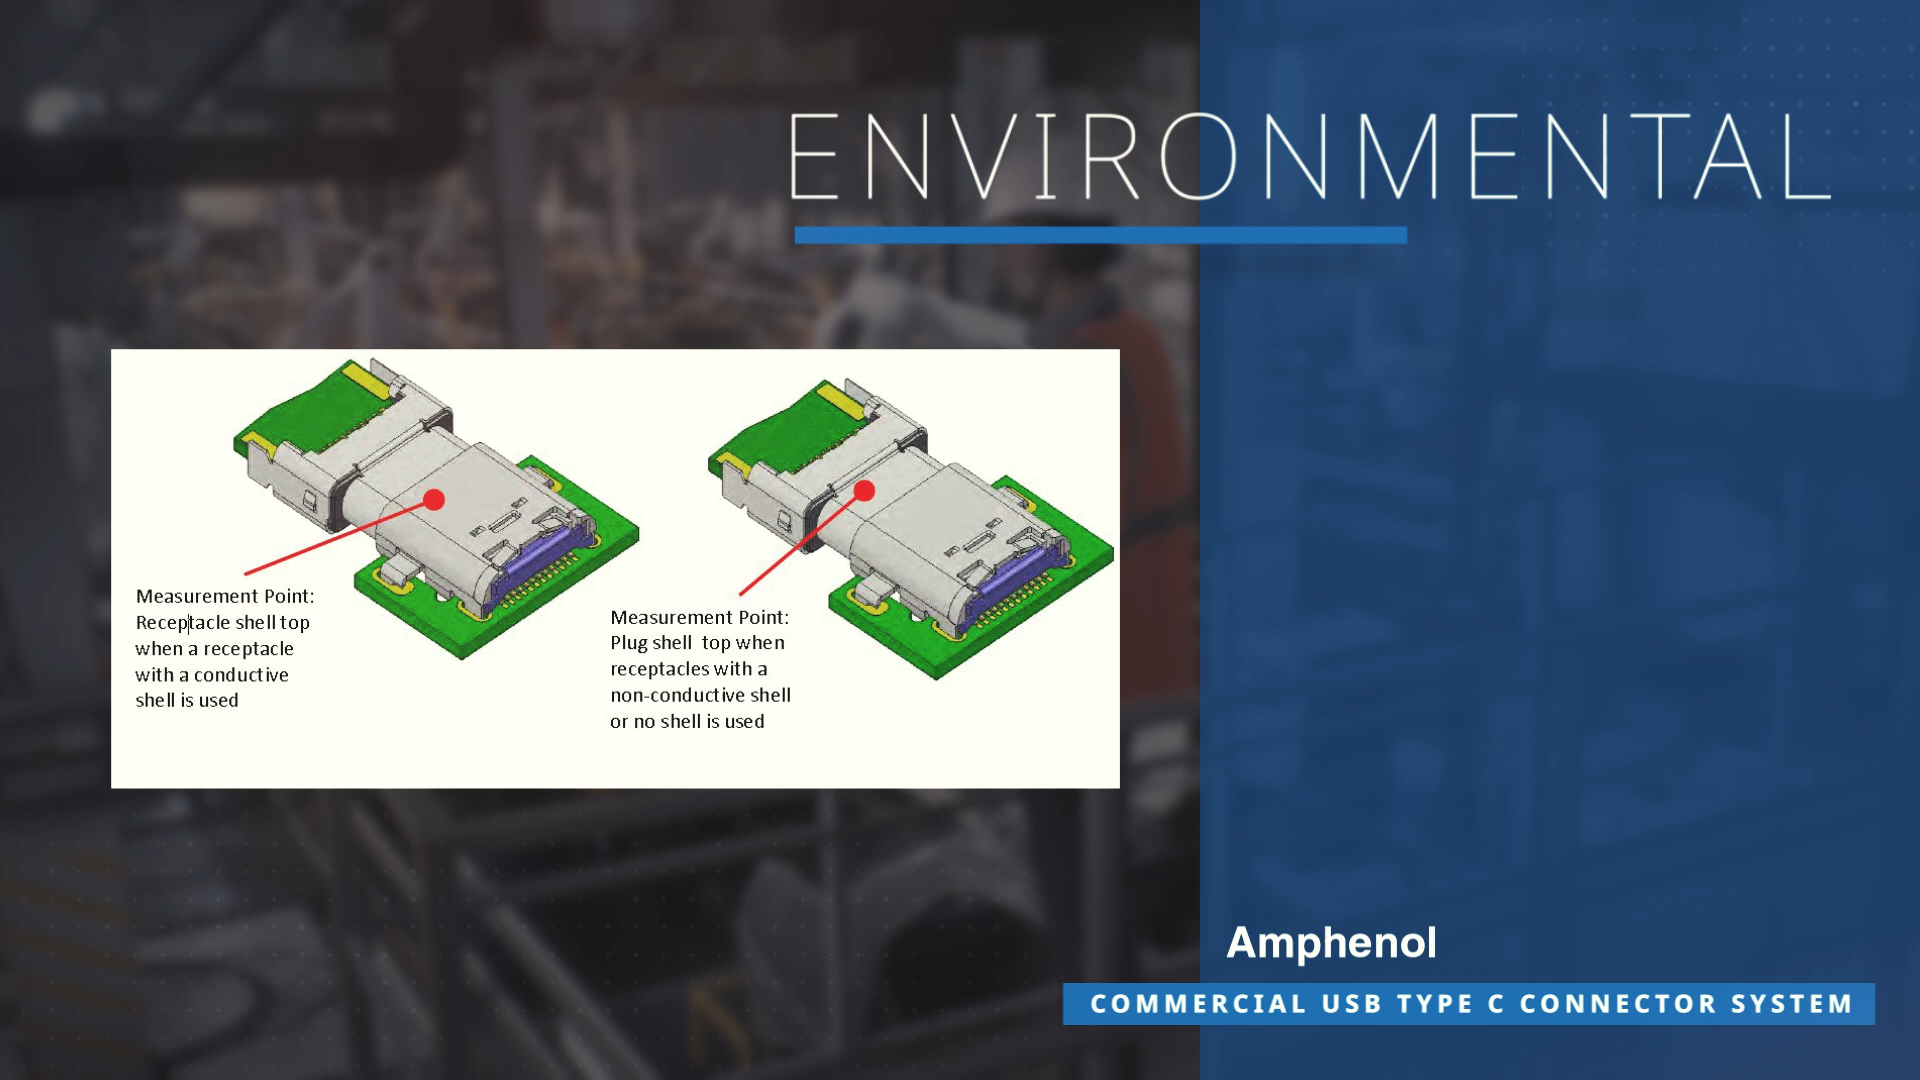 ENVIRONMENTAL
Measurement Point:
Receptacle shell top
when a receptacle
with a conductive
shell is used
Measurement Point:
Plug shell top when
receptacles with a
non-conductive shell
or no shell is used
Amphenol
COMMERCIAL USB TYPE C CONNECTOR SYSTEM